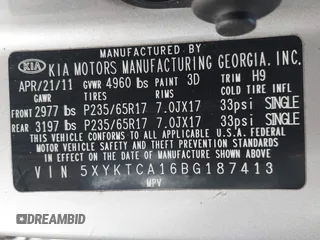 MANUFACTURED BY
KIA KIA MOTORS MANUFACTURING GEORGIA, INC.
APR/21/11 GVWR 4960 lbs PAINT 3D TRIM H9
GAWR TIRES RIMS COLD TIRE INFL
FRONT 2977 lbs P235/65R17 7.0JX17 33psi SINGLE
REAR 3197 lbs P235/65R17 7.0JX17 33psi SINGLE
THIS VEHICLE CONFORMS TO ALL APPLICABLE FEDERAL
MOTOR VEHICLE SAFETY STANDARDS IN EFFECT ON THE
DATE OF MANUFACTURE SHOWN ABOVE.
VIN 5XYKTCA16BG187413
MPV
DREAMBID